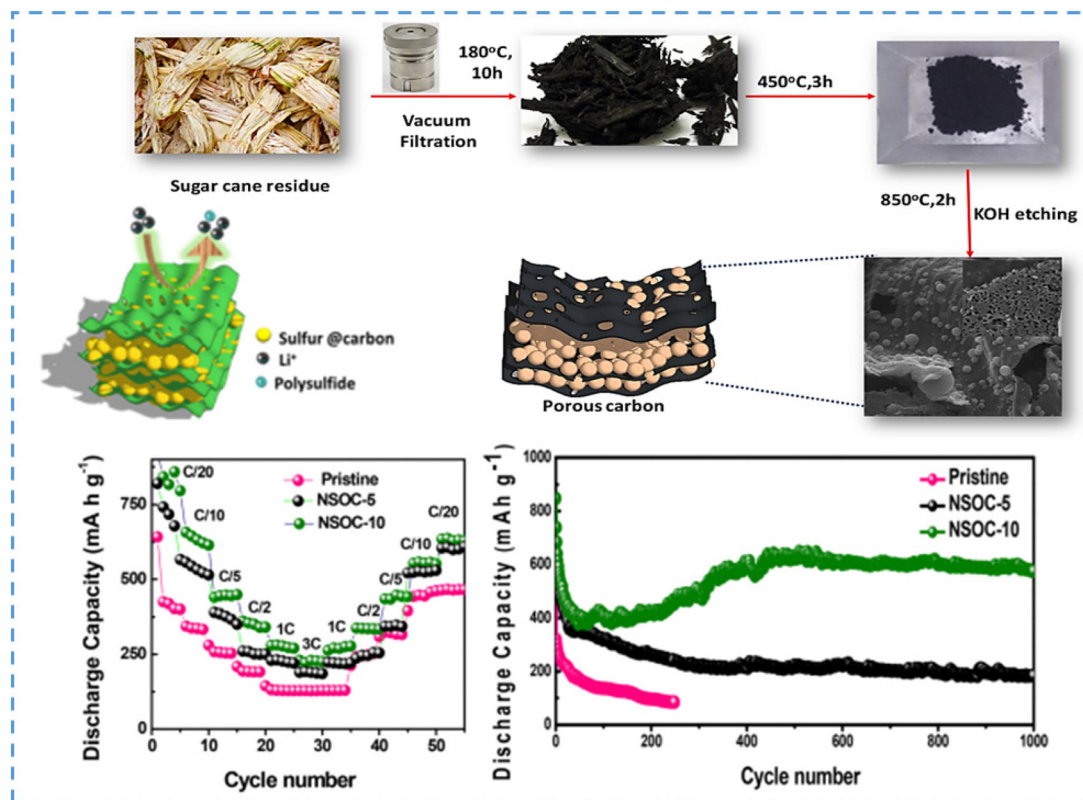 180°C,
10h
Vacuum
Filtration
450°C,3h
Sugar cane residue
850°C,2h
KOH etching
Sulfur @carbon
Li⁺
Polysulfide
Porous carbon
Discharge Capacity (mA h g⁻¹)
750
500
250
0
C/20
C/10
C/5
C/2
1C
3C
1C
C/2
C/5
C/10
C/20
Pristine
NSOC-5
NSOC-10
0 10 20 30 40 50
Cycle number
Discharge Capacity (mAh g⁻¹)
1000
800
600
400
200
0
Pristine
NSOC-5
NSOC-10
0 200 400 600 800 1000
Cycle number